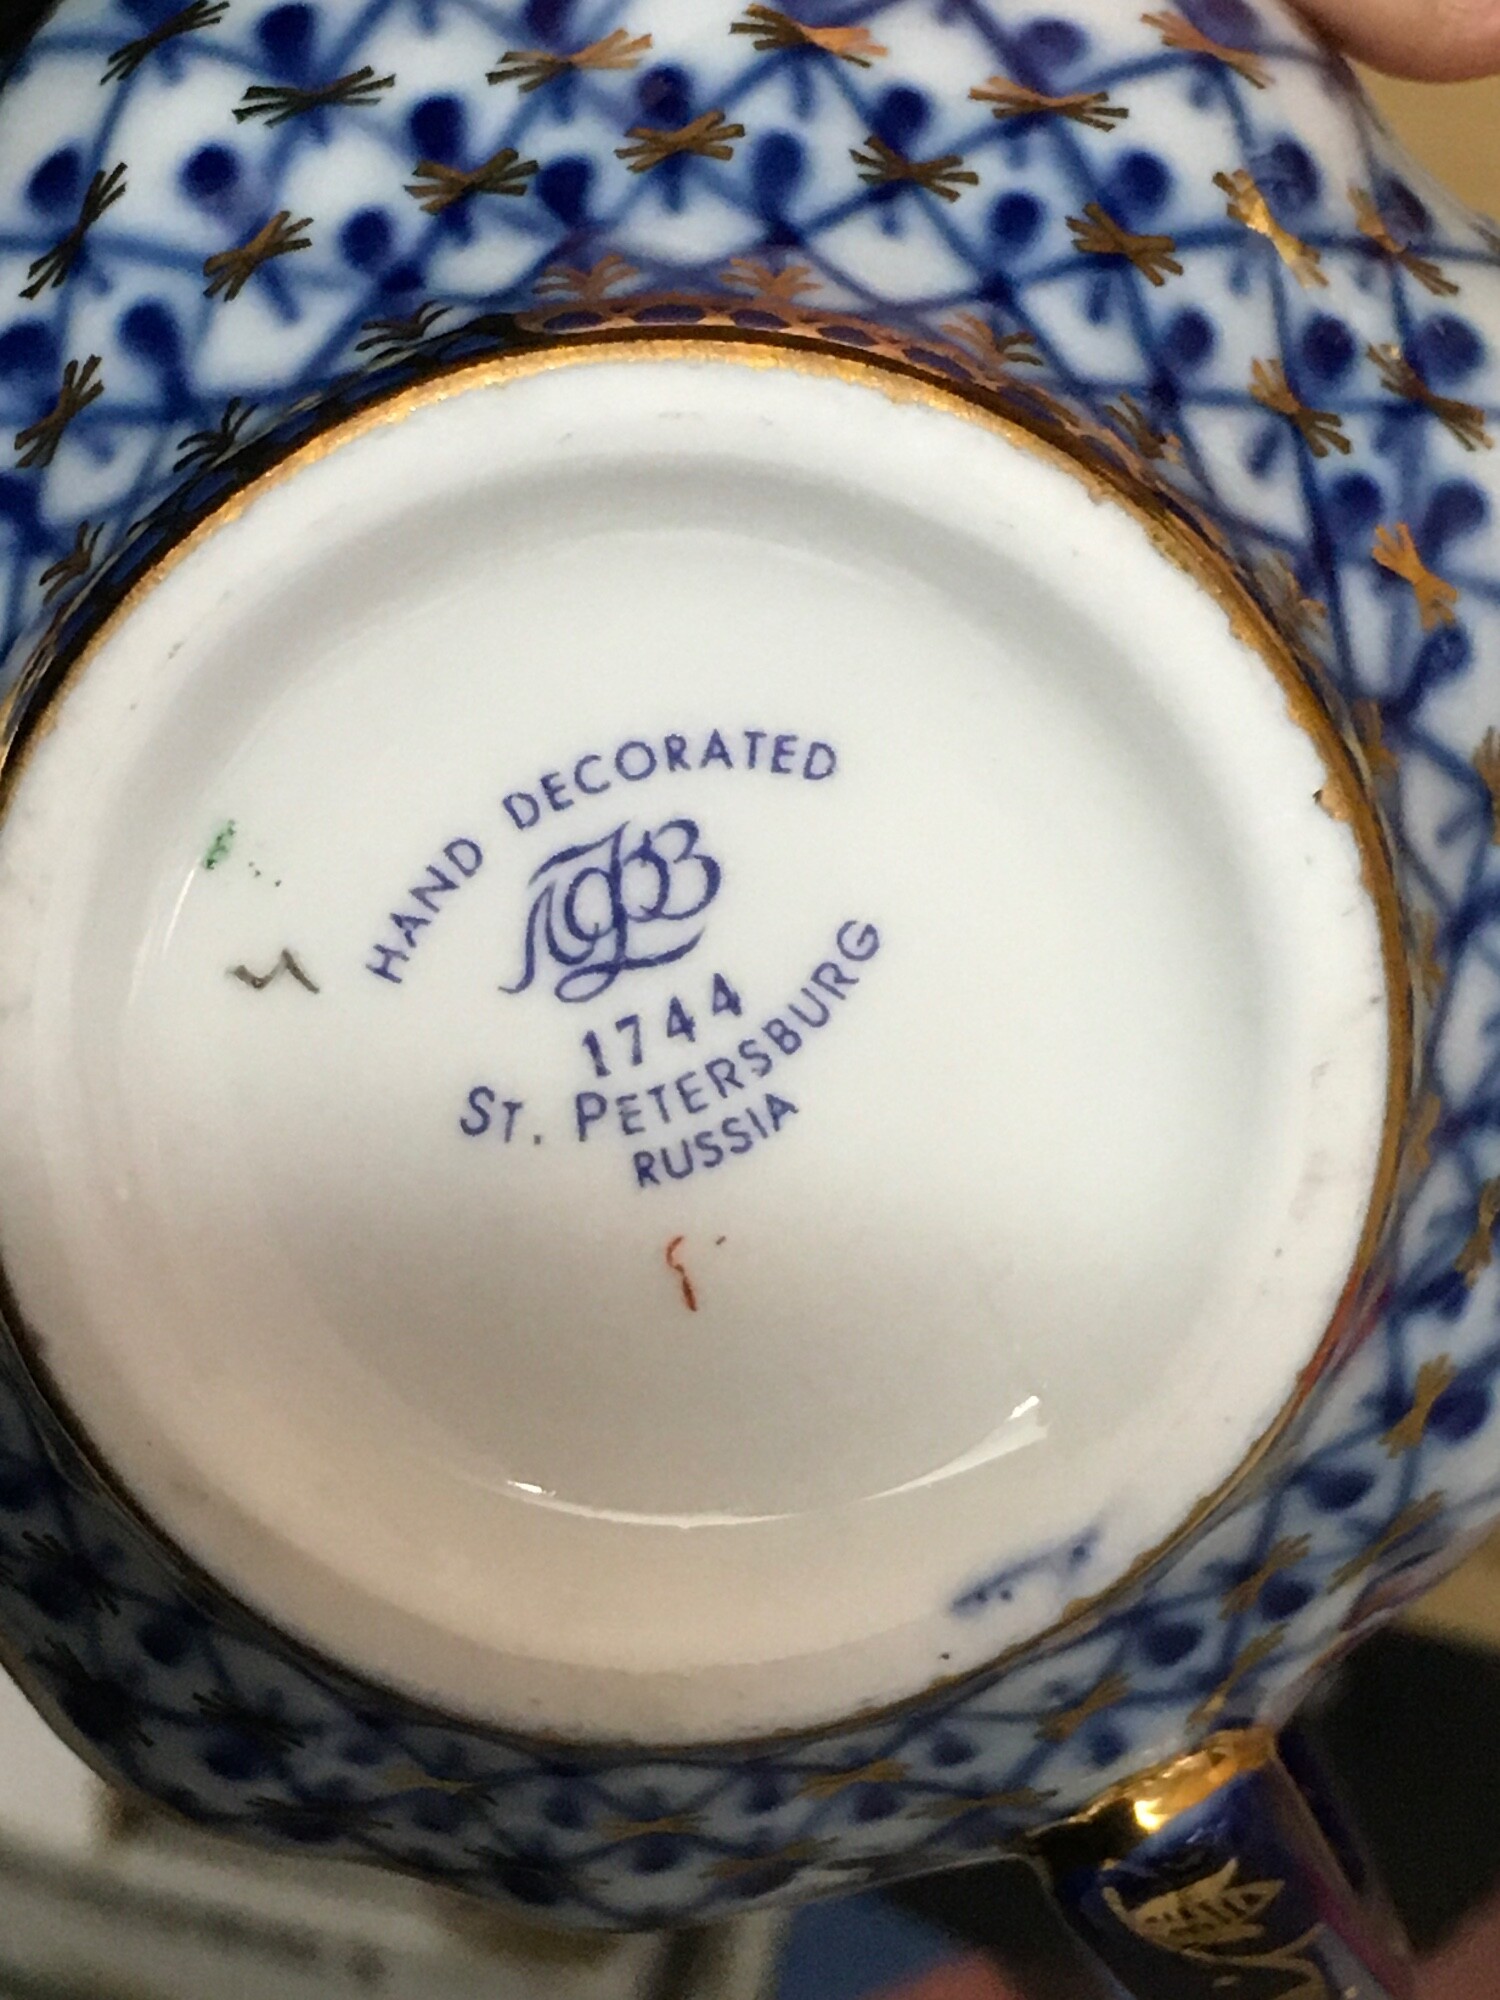 HAND DECORATED
1744
ST. PETERSBURG
RUSSIA